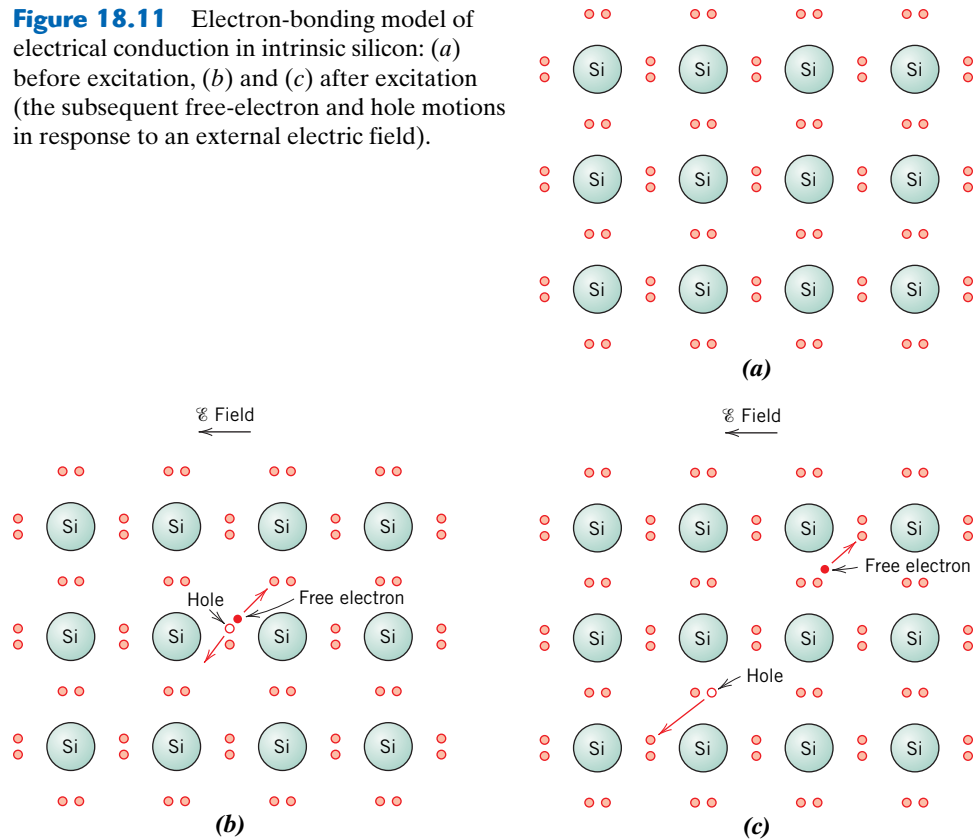 Figure 18.11 Electron-bonding model of
electrical conduction in intrinsic silicon: (a)
before excitation, (b) and (c) after excitation
(the subsequent free-electron and hole motions
in response to an external electric field).
Si Si Si Si
Si Si Si Si
Si Si Si Si
(a)
ℰ Field
Si Si Si Si
Hole
Free electron
Si Si Si Si
Si Si Si Si
(b)
ℰ Field
Si Si Si Si
Free electron
Si Si Si Si
Hole
Si Si Si Si
(c)